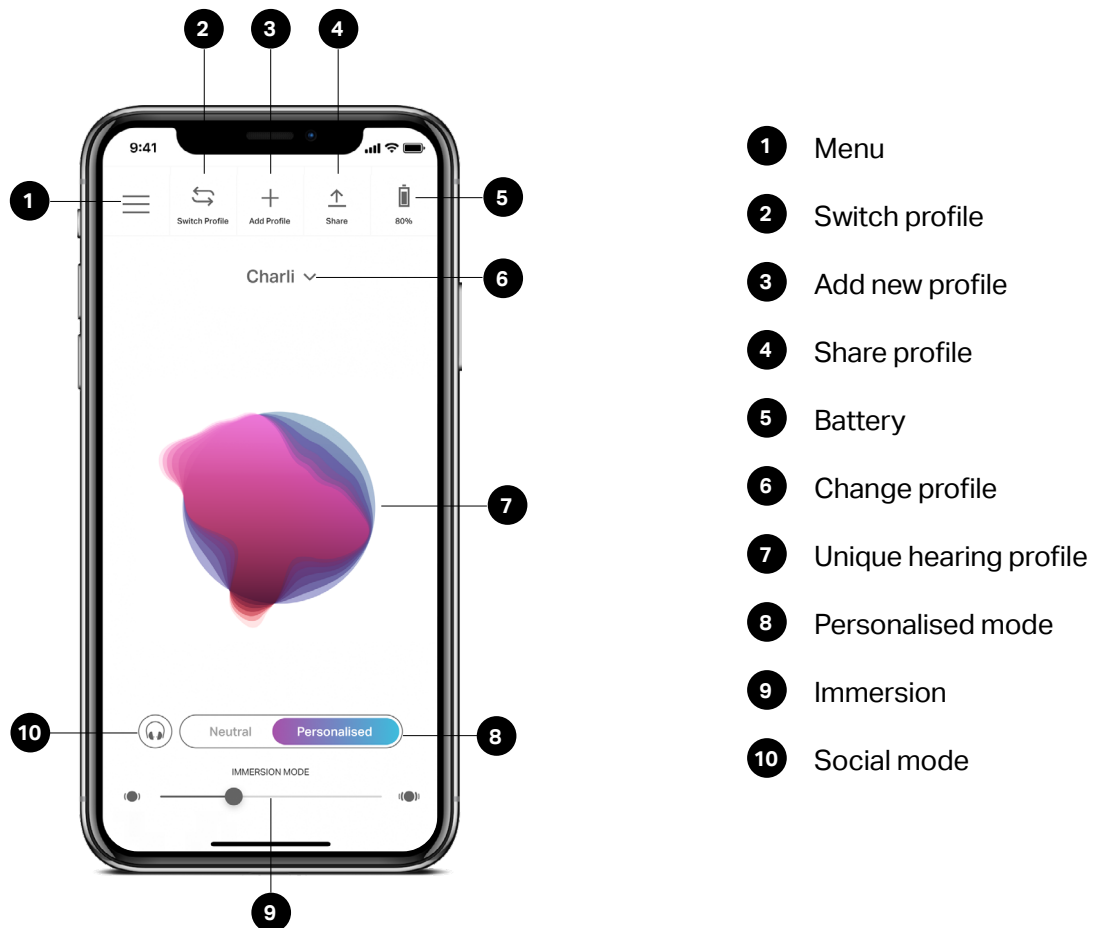 2 3 4
9:41
1
Switch Profile Add Profile Share 80%
5
Charli
6
7
10
Neutral Personalised
8
IMMERSION MODE
9
1 Menu
2 Switch profile
3 Add new profile
4 Share profile
5 Battery
6 Change profile
7 Unique hearing profile
8 Personalised mode
9 Immersion
10 Social mode